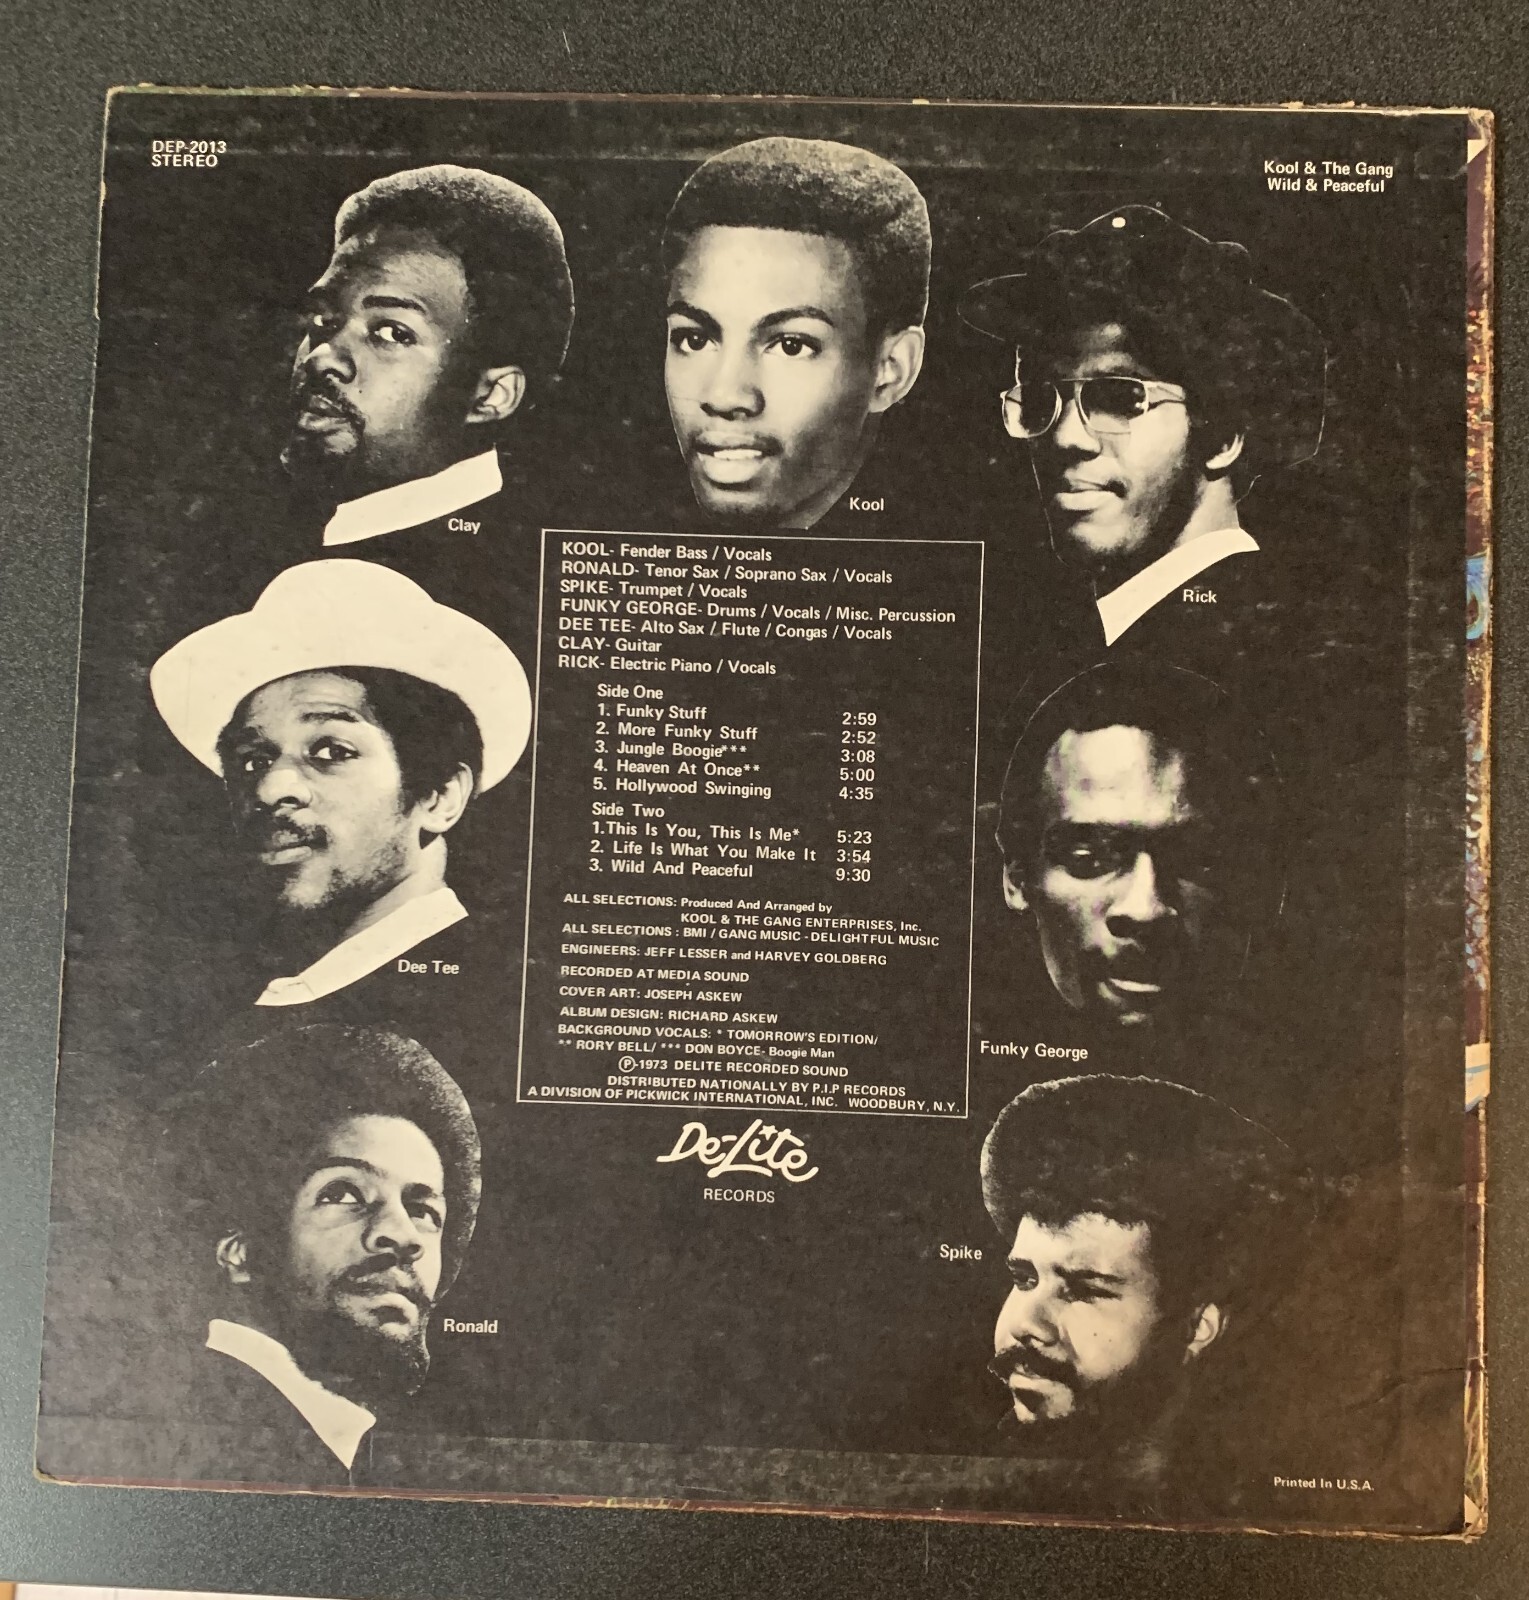 DEP-2013
STEREO
Kool & The Gang
Wild & Peaceful
Clay
Kool
Rick
KOOL- Fender Bass / Vocals
RONALD- Tenor Sax / Soprano Sax / Vocals
SPIKE- Trumpet / Vocals
FUNKY GEORGE- Drums / Vocals / Misc. Percussion
DEE TEE- Alto Sax / Flute / Congas / Vocals
CLAY- Guitar
RICK- Electric Piano / Vocals
Side One
1. Funky Stuff 2:59
2. More Funky Stuff 2:52
3. Jungle Boogie*** 3:08
4. Heaven At Once** 5:00
5. Hollywood Swinging 4:35
Side Two
1.This Is You, This Is Me* 5:23
2. Life Is What You Make It 3:54
3. Wild And Peaceful 9:30
ALL SELECTIONS: Produced And Arranged by
KOOL & THE GANG ENTERPRISES, Inc.
ALL SELECTIONS : BMI / GANG MUSIC - DELIGHTFUL MUSIC
ENGINEERS: JEFF LESSER and HARVEY GOLDBERG
RECORDED AT MEDIA SOUND
COVER ART: JOSEPH ASKEW
ALBUM DESIGN: RICHARD ASKEW
BACKGROUND VOCALS: * TOMORROW'S EDITION/
** RORY BELL/ *** DON BOYCE- Boogie Man
Ⓟ-1973 DELITE RECORDED SOUND
DISTRIBUTED NATIONALLY BY P.I.P RECORDS
A DIVISION OF PICKWICK INTERNATIONAL, INC. WOODBURY, N.Y.
Dee Tee
Funky George
De-Lite
RECORDS
Spike
Ronald
Printed In U.S.A.